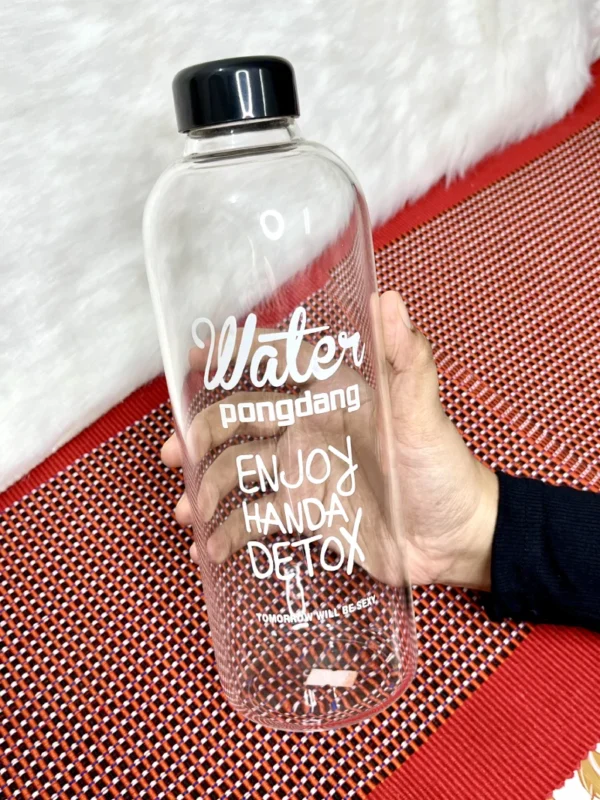 Water
pongdang
ENJOY
HANDA
DETOX
TOMORROW WILL BE SEXY.